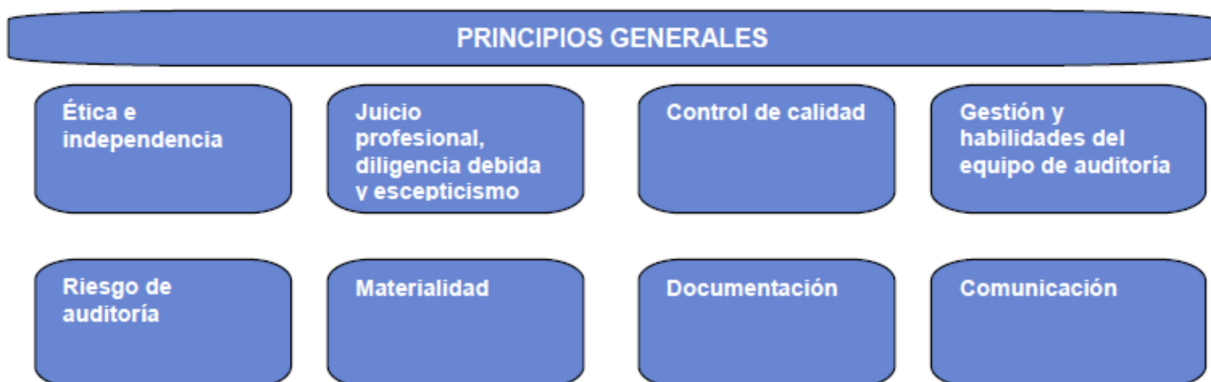 PRINCIPIOS GENERALES
Ética e
independencia
Juicio
profesional,
diligencia debida
y escepticismo
Control de calidad
Gestión y
habilidades del
equipo de auditoría
Riesgo de
auditoría
Materialidad
Documentación
Comunicación